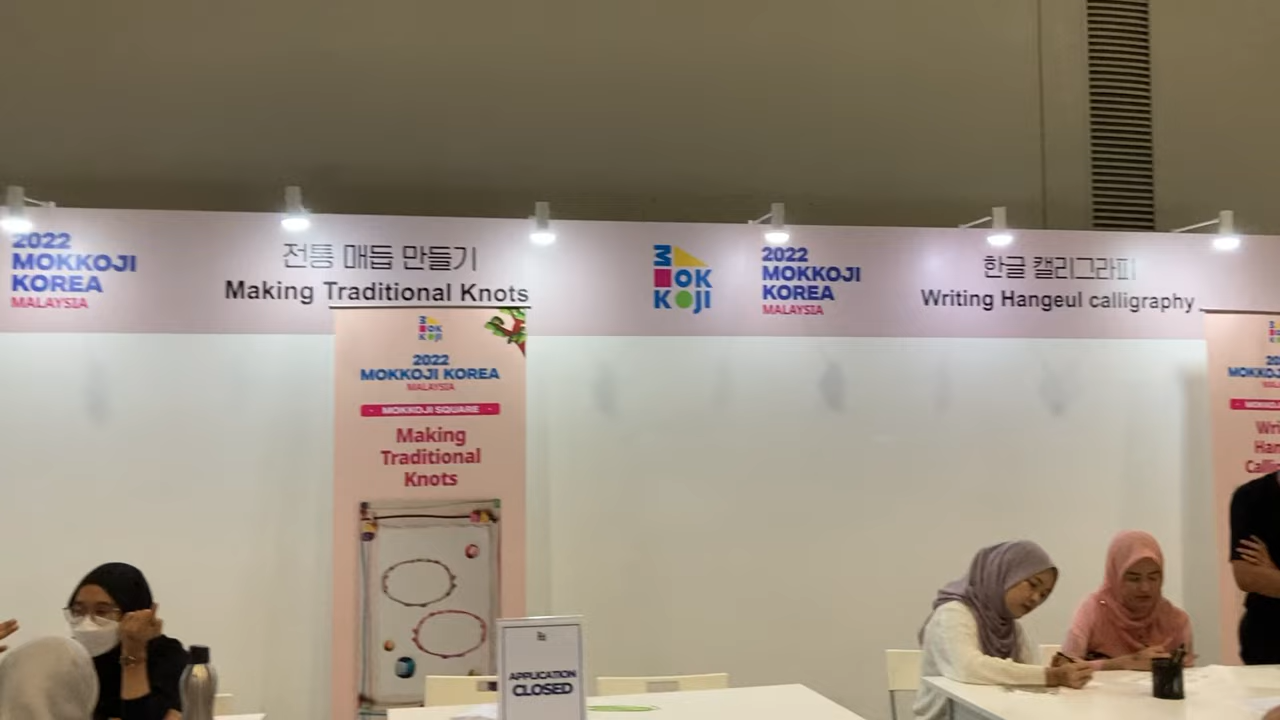 2022
MOKKOJI
KOREA
MALAYSIA
전통 매듭 만들기
Making Traditional Knots
MOKKOJI
2022
MOKKOJI
KOREA
MALAYSIA
한글 캘리그라피
Writing Hangeul calligraphy
MOKKOJI
2022
MOKKOJI KOREA
MALAYSIA
MOKKOJI SQUARE
Making
Traditional
Knots
APPLICATION
CLOSED